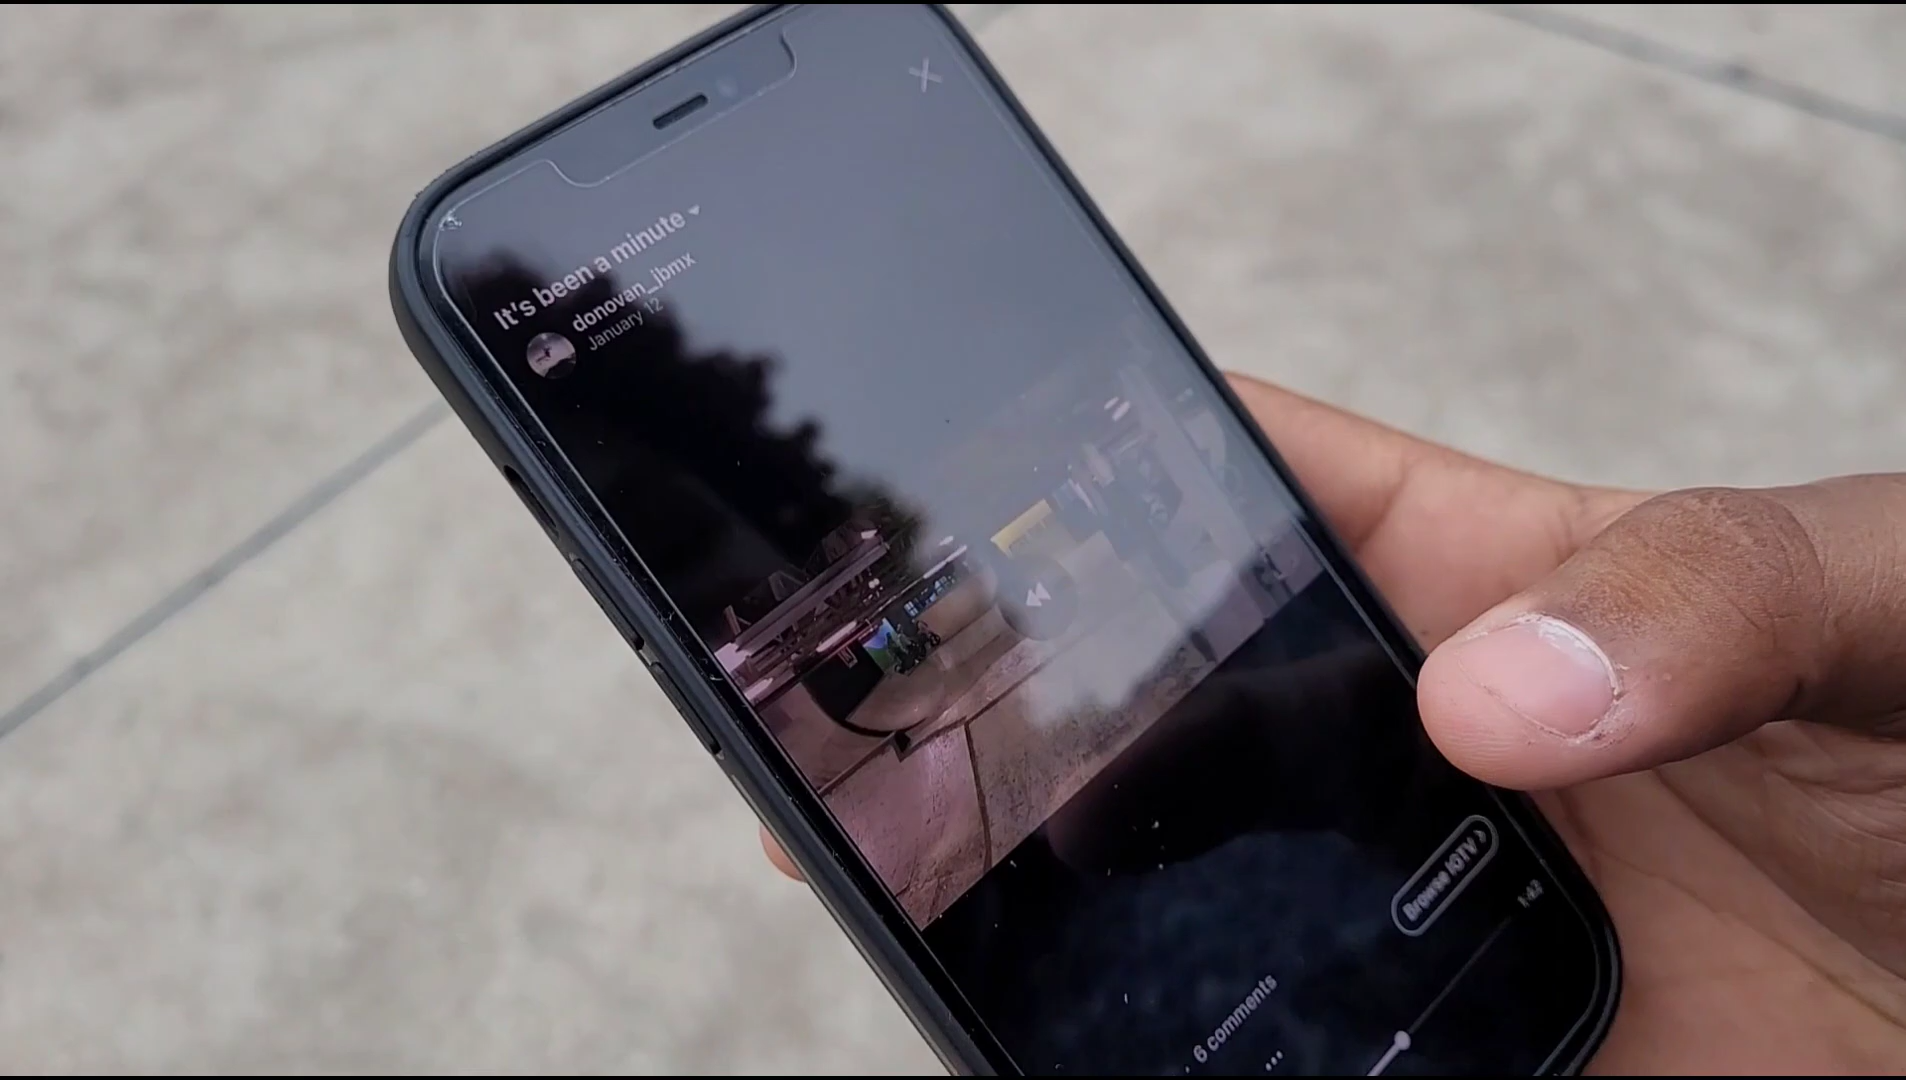 It's been a minute
donovan_jbmx
January 12
Browse IGTV
1:42
6 comments